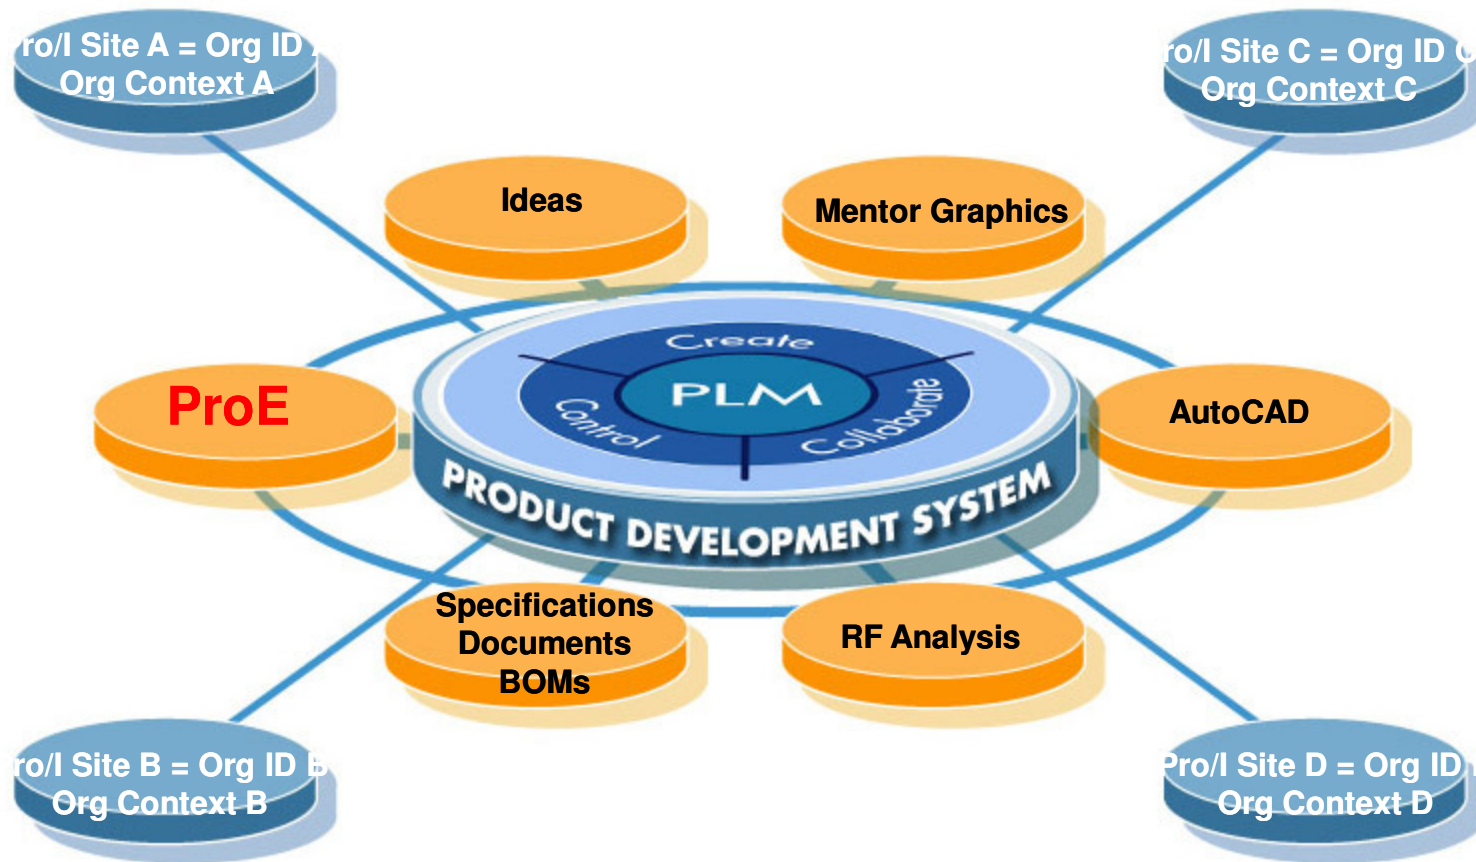 ro/I Site A = Org ID A
Org Context A
ro/I Site C = Org ID C
Org Context C
Ideas
Mentor Graphics
Create
PLM
Control
Collaborate
ProE
AutoCAD
PRODUCT DEVELOPMENT SYSTEM
Specifications
Documents
BOMs
RF Analysis
ro/I Site B = Org ID B
Org Context B
Pro/I Site D = Org ID
Org Context D